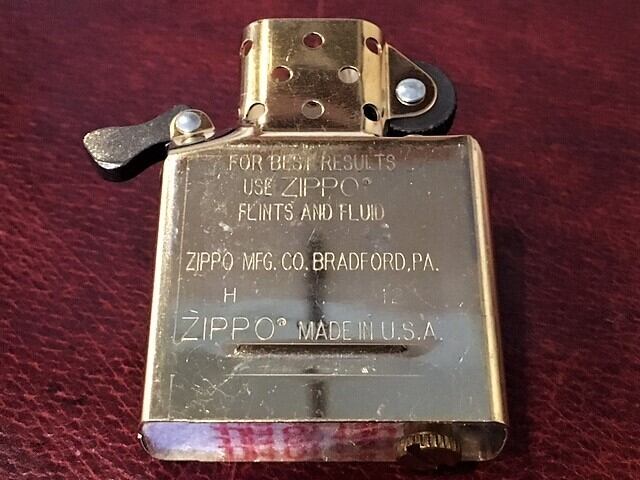 FOR BEST RESULTS
USE ZIPPO®
FLINTS AND FLUID
ZIPPO MFG. CO. BRADFORD, PA.
H 12
ZIPPO® MADE IN U.S.A.